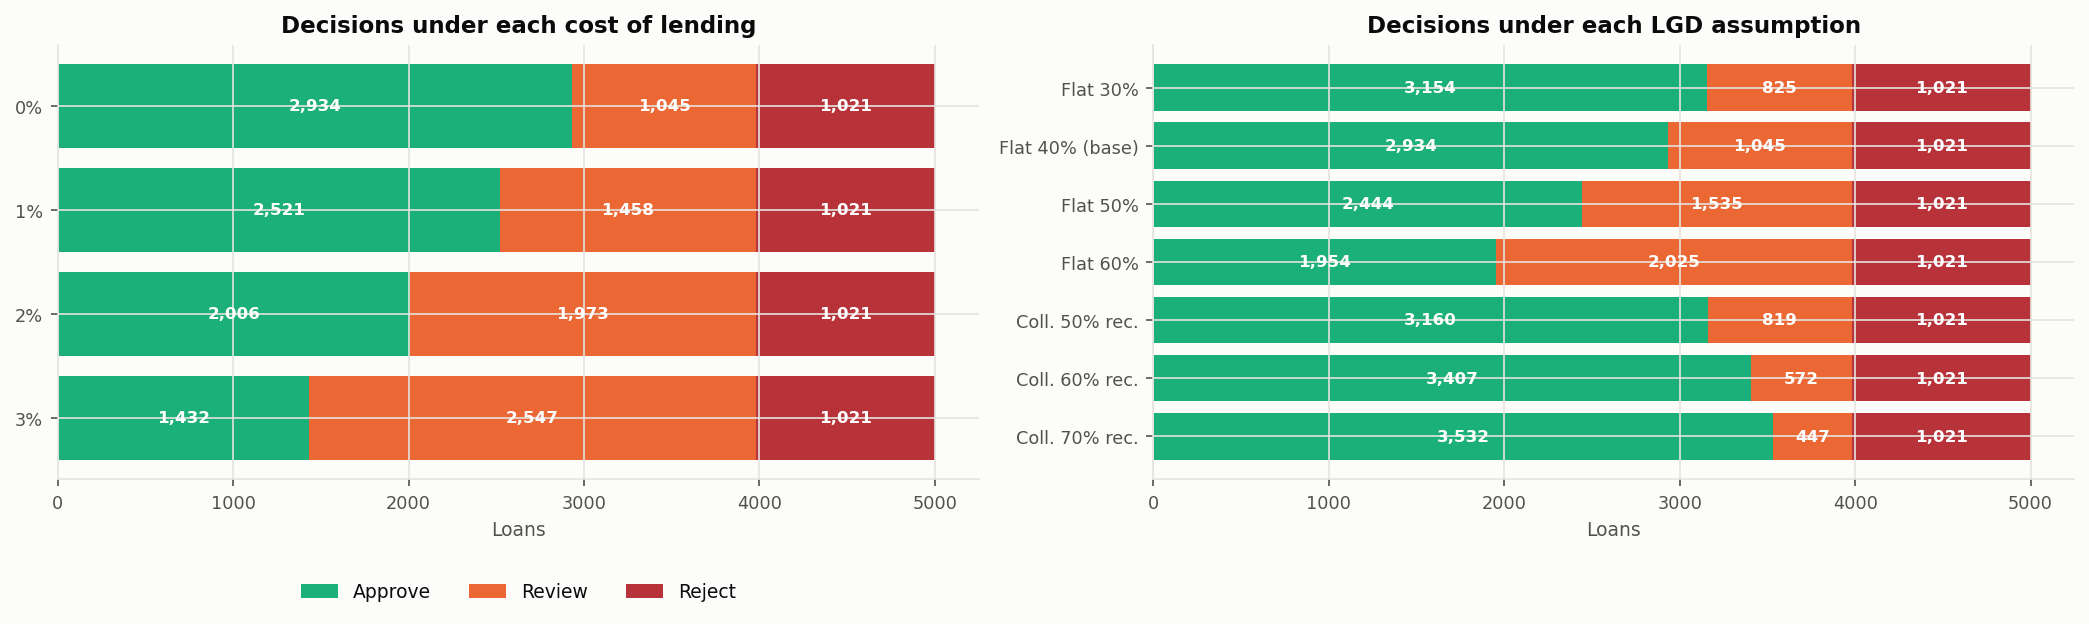 Decisions under each cost of lending
0% 2,934 1,045 1,021
1% 2,521 1,458 1,021
2% 2,006 1,973 1,021
3% 1,432 2,547 1,021
0 1000 2000 3000 4000 5000
Loans
Approve Review Reject
Decisions under each LGD assumption
Flat 30% 3,154 825 1,021
Flat 40% (base) 2,934 1,045 1,021
Flat 50% 2,444 1,535 1,021
Flat 60% 1,954 2,025 1,021
Coll. 50% rec. 3,160 819 1,021
Coll. 60% rec. 3,407 572 1,021
Coll. 70% rec. 3,532 447 1,021
0 1000 2000 3000 4000 5000
Loans